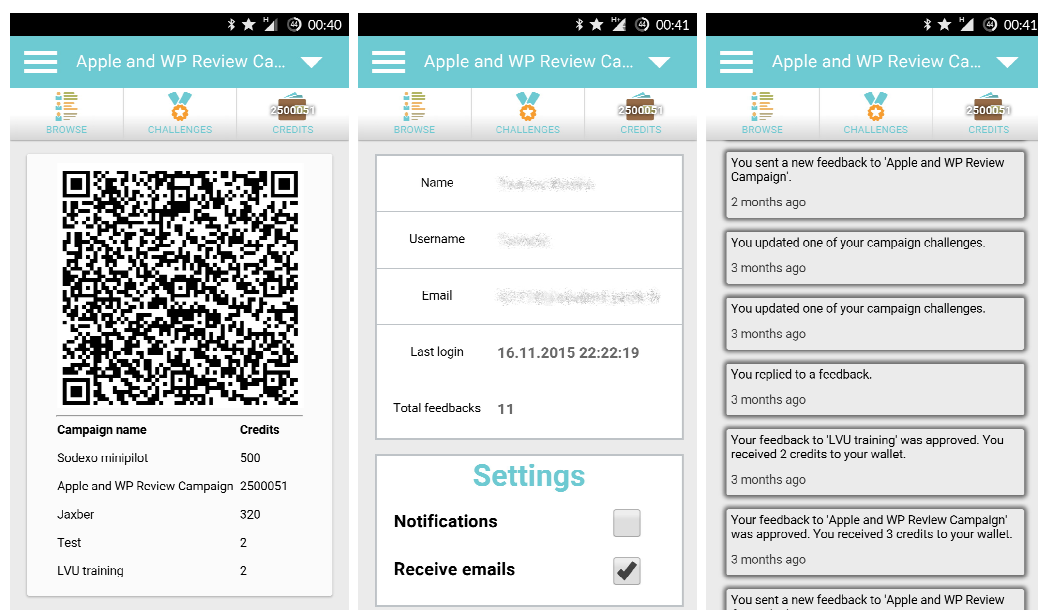 44 00:40
Apple and WP Review Ca...
BROWSE
CHALLENGES
2500051
CREDITS
Campaign name Credits
Sodexo minipilot 500
Apple and WP Review Campaign 2500051
Jaxber 320
Test 2
LVU training 2
H+ 44 00:41
Apple and WP Review Ca...
BROWSE
CHALLENGES
2500051
CREDITS
Name
Username
Email
Last login 16.11.2015 22:22:19
Total feedbacks 11
Settings
Notifications
Receive emails
H 44 00:41
Apple and WP Review Ca...
BROWSE
CHALLENGES
2500051
CREDITS
You sent a new feedback to 'Apple and WP Review
Campaign'.
2 months ago
You updated one of your campaign challenges.
3 months ago
You updated one of your campaign challenges.
3 months ago
You replied to a feedback.
3 months ago
Your feedback to 'LVU training' was approved. You
received 2 credits to your wallet.
3 months ago
Your feedback to 'Apple and WP Review Campaign'
was approved. You received 3 credits to your wallet.
3 months ago
You sent a new feedback to 'Apple and WP Review